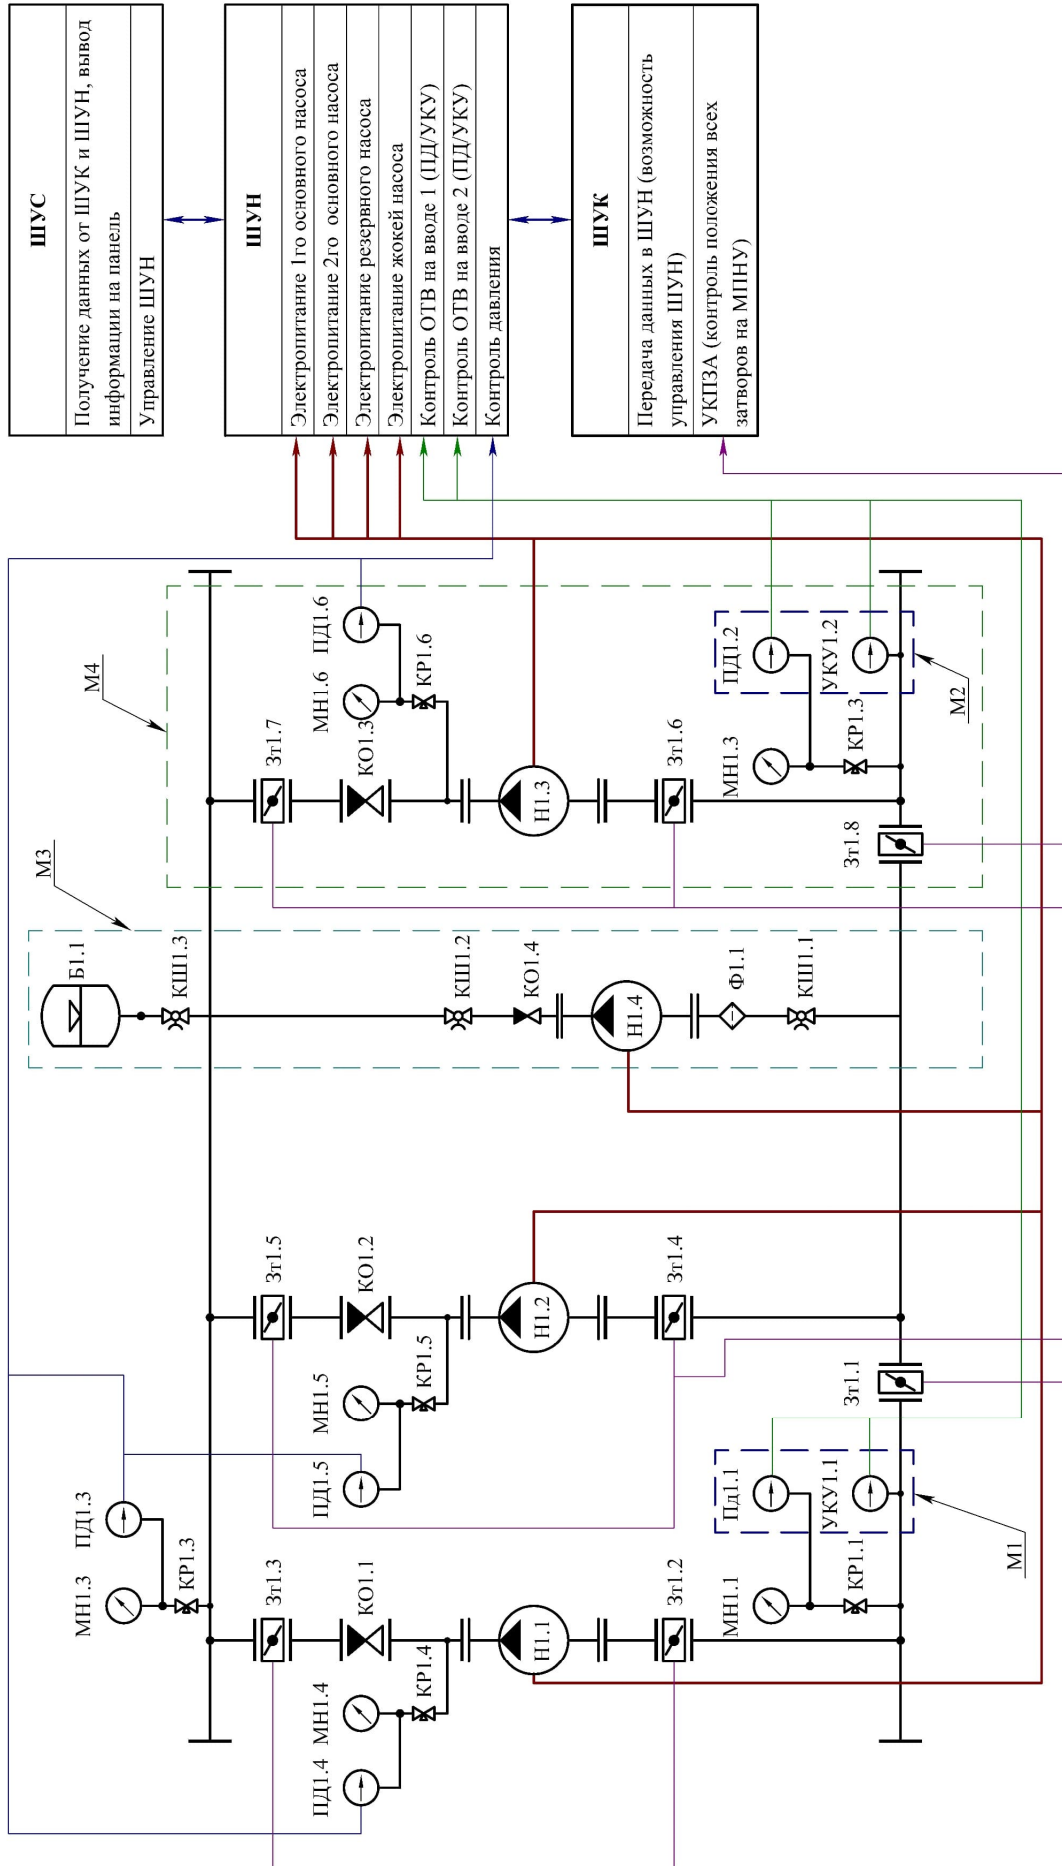 ШУС
Получение данных от ШУК и ШУН, вывод
информации на панель
Управление ШУН
ШУН
Электропитание 1го основного насоса
Электропитание 2го основного насоса
Электропитание резервного насоса
Электропитание жокей насоса
Контроль ОТВ на вводе 1 (ПД/УКУ)
Контроль ОТВ на вводе 2 (ПД/УКУ)
Контроль давления
ШУК
Передача данных в ШУН (возможность
управления ШУН)
УКПЗА (контроль положения всех
затворов на МПНУ)
М4
М3
Б1.1
КШ1.3
МН1.3
ПД1.3
КР1.3
Зт1.3
Зт1.5
Зт1.7
КО1.1
КО1.2
КО1.3
ПД1.4
МН1.4
КР1.4
ПД1.5
МН1.5
КР1.5
МН1.6
ПД1.6
КР1.6
КШ1.2
КО1.4
Н1.1
Н1.2
Н1.4
Н1.3
Ф1.1
КШ1.1
Зт1.2
Зт1.4
Зт1.6
МН1.1
Пд1.1
КР1.1
УКУ1.1
МН1.3
ПД1.2
КР1.3
УКУ1.2
Зт1.1
Зт1.8
М1
М2